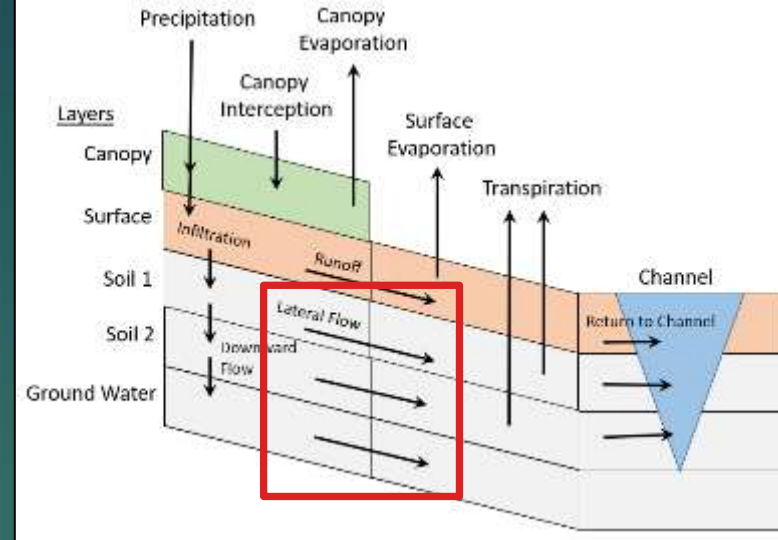 Precipitation
Canopy
Evaporation
Canopy
Interception
Layers
Surface
Evaporation
Canopy
Transpiration
Surface
Infiltration
Runoff
Channel
Soil 1
Lateral Flow
Return to Channel
Soil 2
Downward
Flow
Ground Water